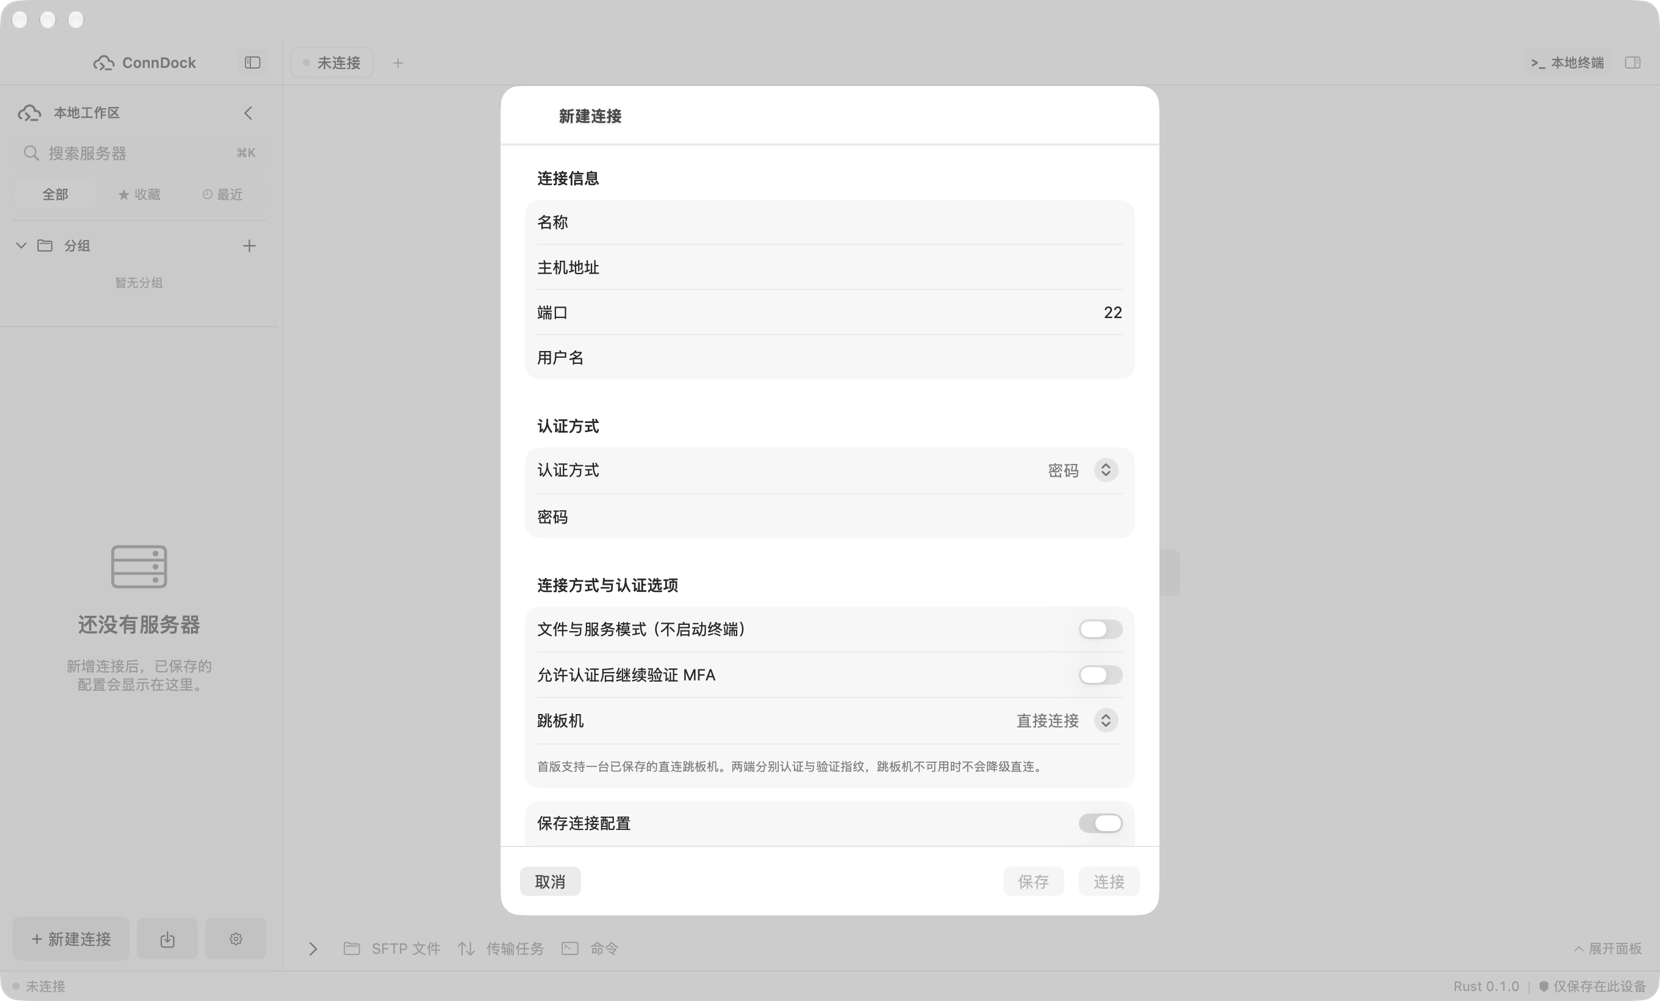 ConnDock
未连接
本地终端
本地工作区
搜索服务器 ⌘K
全部 收藏 最近
分组
暂无分组
还没有服务器
新增连接后，已保存的
配置会显示在这里。
新建连接
新建连接
连接信息
名称
主机地址
端口 22
用户名
认证方式
认证方式 密码
密码
连接方式与认证选项
文件与服务模式（不启动终端）
允许认证后继续验证 MFA
跳板机 直接连接
首版支持一台已保存的直连跳板机。两端分别认证与验证指纹，跳板机不可用时不会降级直连。
保存连接配置
取消 保存 连接
SFTP 文件 传输任务 命令 展开面板
未连接 Rust 0.1.0 | 仅保存在此设备